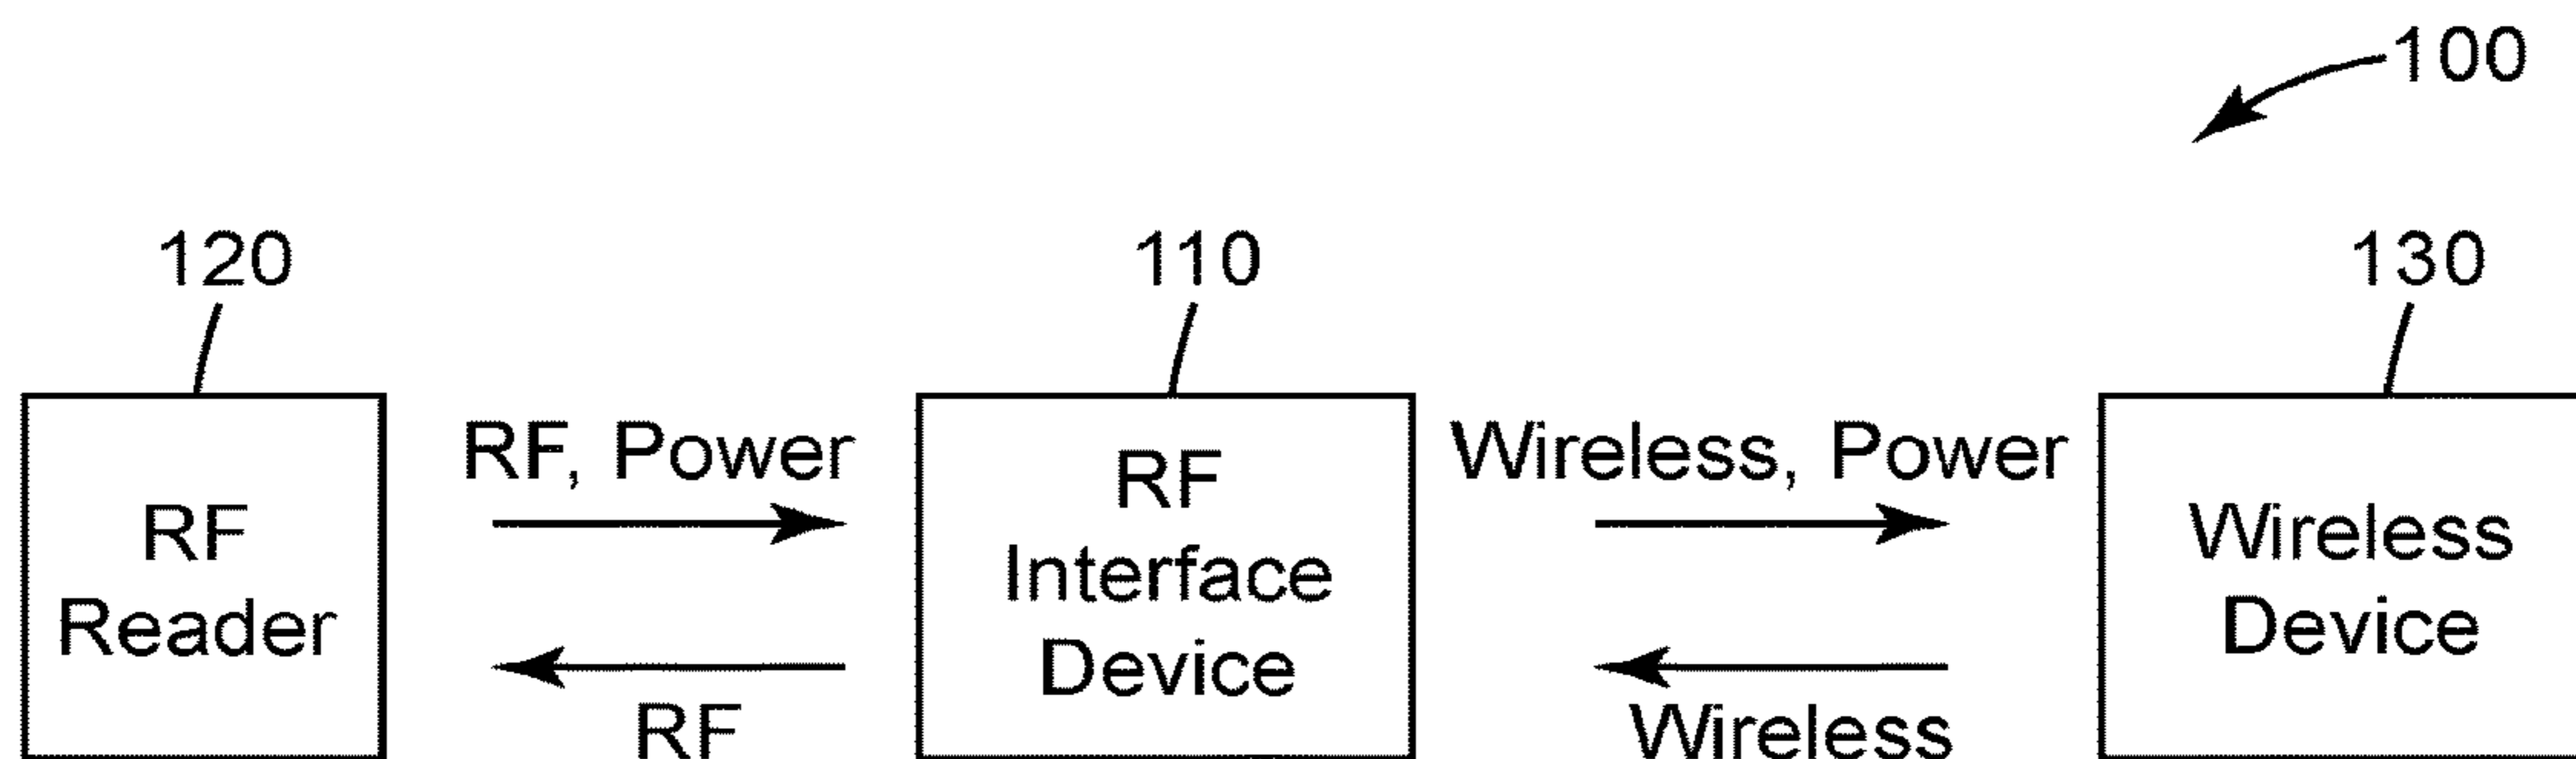 100
120
110
130
RF, Power
Wireless, Power
RF
Reader
RF
Interface
Device
Wireless
Device
RF
Wireless